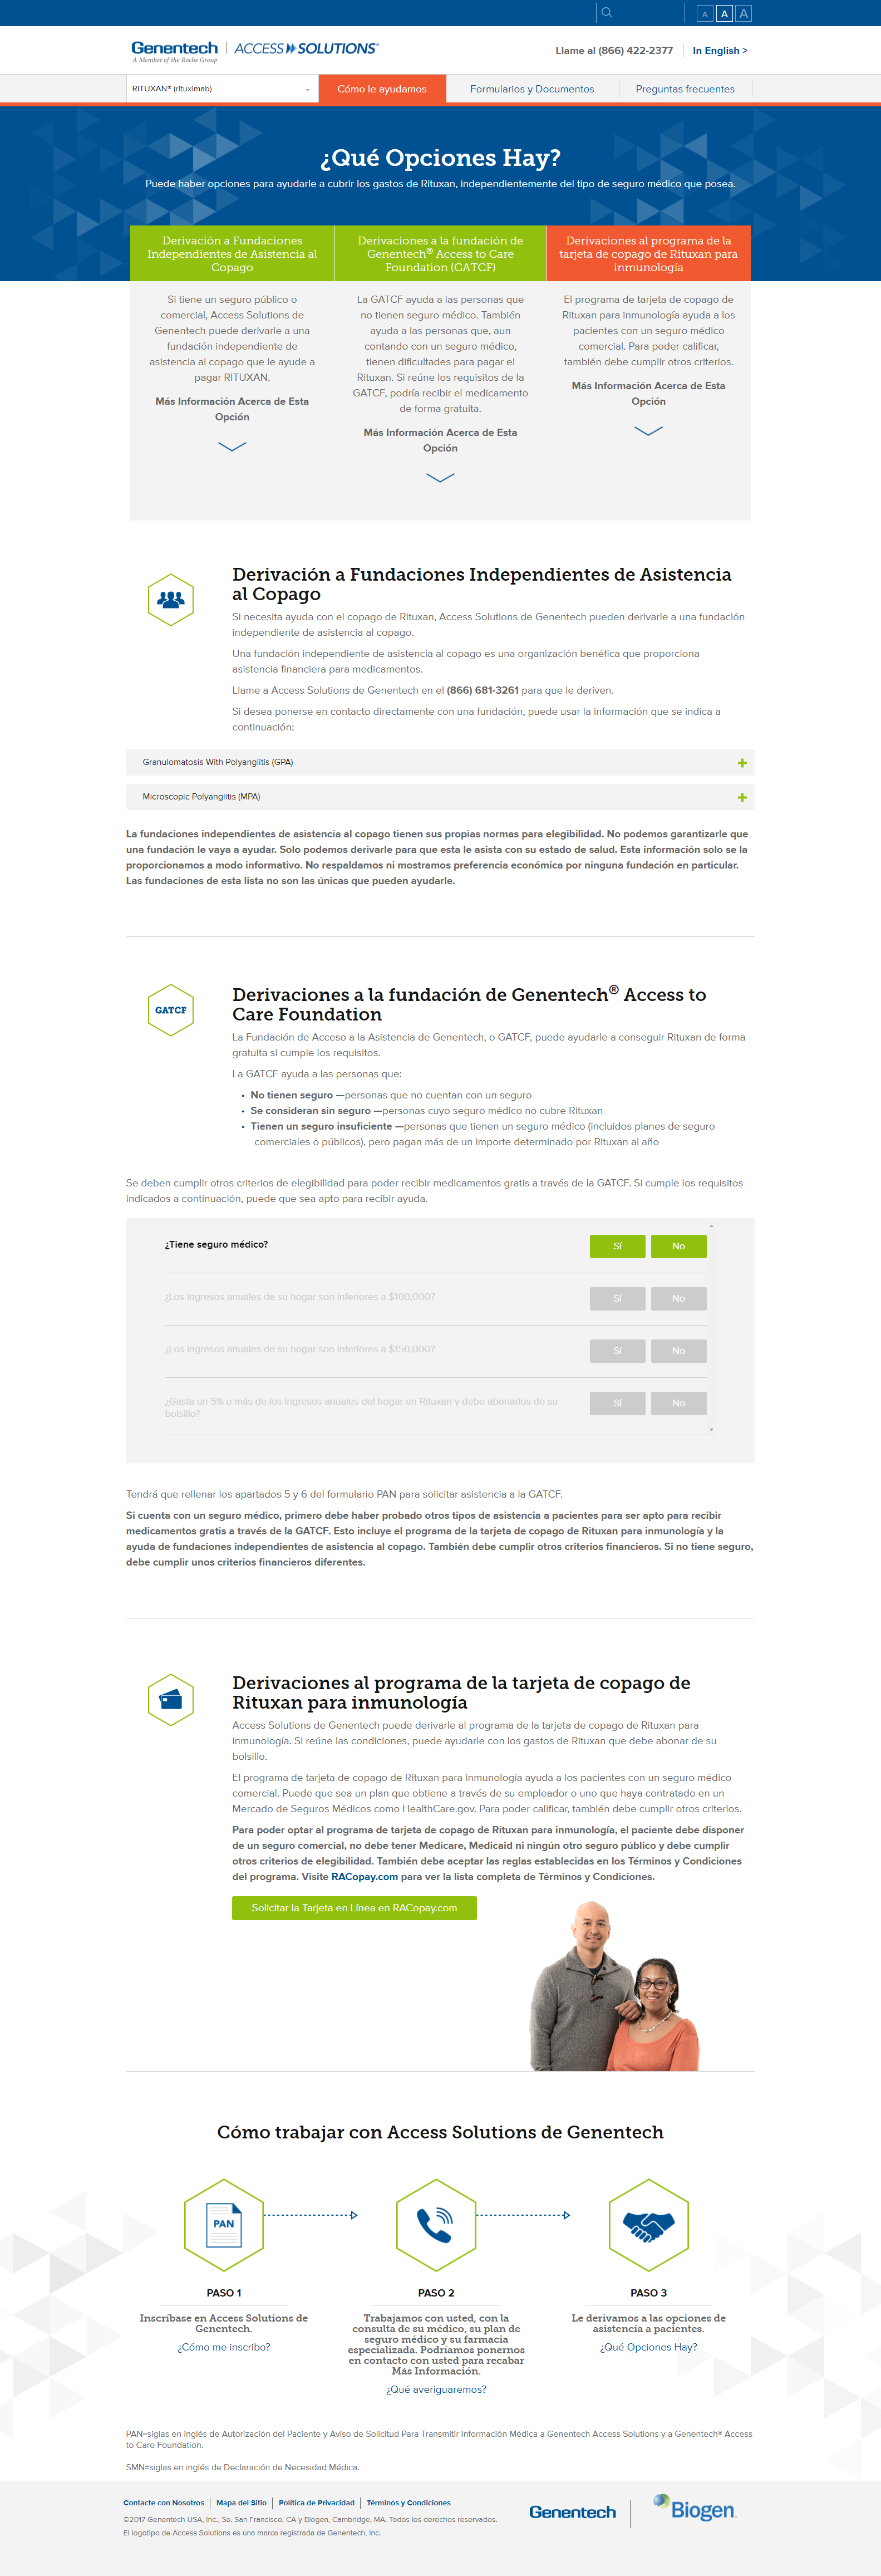 A A A
Genentech
A Member of the Roche Group
ACCESS SOLUTIONS®
Llame al (866) 422-2377
In English >
RITUXAN® (rituximab)
Cómo le ayudamos
Formularios y Documentos
Preguntas frecuentes
¿Qué Opciones Hay?
Puede haber opciones para ayudarle a cubrir los gastos de Rituxan, independientemente del tipo de seguro médico que posea.
Derivación a Fundaciones
Independientes de Asistencia al
Copago
Si tiene un seguro público o
comercial, Access Solutions de
Genentech puede derivarle a una
fundación independiente de
asistencia al copago que le ayude a
pagar RITUXAN.
Más Información Acerca de Esta
Opción
Derivaciones a la fundación de
Genentech® Access to Care
Foundation (GATCF)
La GATCF ayuda a las personas que
no tienen seguro médico. También
ayuda a las personas que, aun
contando con un seguro médico,
tienen dificultades para pagar el
Rituxan. Si reúne los requisitos de la
GATCF, podría recibir el medicamento
de forma gratuita.
Más Información Acerca de Esta
Opción
Derivaciones al programa de la
tarjeta de copago de Rituxan para
inmunología
El programa de tarjeta de copago de
Rituxan para inmunología ayuda a los
pacientes con un seguro médico
comercial. Para poder calificar,
también debe cumplir otros criterios.
Más Información Acerca de Esta
Opción
Derivación a Fundaciones Independientes de Asistencia
al Copago
Si necesita ayuda con el copago de Rituxan, Access Solutions de Genentech pueden derivarle a una fundación
independiente de asistencia al copago.
Una fundación independiente de asistencia al copago es una organización benéfica que proporciona
asistencia financiera para medicamentos.
Llame a Access Solutions de Genentech en el (866) 681-3261 para que le deriven.
Si desea ponerse en contacto directamente con una fundación, puede usar la información que se indica a
continuación:
Granulomatosis With Polyangiitis (GPA)
Microscopic Polyangiitis (MPA)
La fundaciones independientes de asistencia al copago tienen sus propias normas para elegibilidad. No podemos garantizarle que
una fundación le vaya a ayudar. Solo podemos derivarle para que esta le asista con su estado de salud. Esta información solo se la
proporcionamos a modo informativo. No respaldamos ni mostramos preferencia económica por ninguna fundación en particular.
Las fundaciones de esta lista no son las únicas que pueden ayudarle.
GATCF
Derivaciones a la fundación de Genentech® Access to
Care Foundation
La Fundación de Acceso a la Asistencia de Genentech, o GATCF, puede ayudarle a conseguir Rituxan de forma
gratuita si cumple los requisitos.
La GATCF ayuda a las personas que:
• No tienen seguro —personas que no cuentan con un seguro
• Se consideran sin seguro —personas cuyo seguro médico no cubre Rituxan
• Tienen un seguro insuficiente —personas que tienen un seguro médico (incluidos planes de seguro
comerciales o públicos), pero pagan más de un importe determinado por Rituxan al año
Se deben cumplir otros criterios de elegibilidad para poder recibir medicamentos gratis a través de la GATCF. Si cumple los requisitos
indicados a continuación, puede que sea apto para recibir ayuda.
¿Tiene seguro médico? Sí No
¿Los ingresos anuales de su hogar son inferiores a $100,000? Sí No
¿Los ingresos anuales de su hogar son inferiores a $150,000? Sí No
¿Gasta un 5% o más de los ingresos anuales del hogar en Rituxan y debe abonarlos de su
bolsillo? Sí No
Tendrá que rellenar los apartados 5 y 6 del formulario PAN para solicitar asistencia a la GATCF.
Si cuenta con un seguro médico, primero debe haber probado otros tipos de asistencia a pacientes para ser apto para recibir
medicamentos gratis a través de la GATCF. Esto incluye el programa de la tarjeta de copago de Rituxan para inmunología y la
ayuda de fundaciones independientes de asistencia al copago. También debe cumplir otros criterios financieros. Si no tiene seguro,
debe cumplir unos criterios financieros diferentes.
Derivaciones al programa de la tarjeta de copago de
Rituxan para inmunología
Access Solutions de Genentech puede derivarle al programa de la tarjeta de copago de Rituxan para
inmunología. Si reúne las condiciones, puede ayudarle con los gastos de Rituxan que debe abonar de su
bolsillo.
El programa de tarjeta de copago de Rituxan para inmunología ayuda a los pacientes con un seguro médico
comercial. Puede que sea un plan que obtiene a través de su empleador o uno que haya contratado en un
Mercado de Seguros Médicos como HealthCare.gov. Para poder calificar, también debe cumplir otros criterios.
Para poder optar al programa de tarjeta de copago de Rituxan para inmunología, el paciente debe disponer
de un seguro comercial, no debe tener Medicare, Medicaid ni ningún otro seguro público y debe cumplir
otros criterios de elegibilidad. También debe aceptar las reglas establecidas en los Términos y Condiciones
del programa. Visite RACopay.com para ver la lista completa de Términos y Condiciones.
Solicitar la Tarjeta en Línea en RACopay.com
Cómo trabajar con Access Solutions de Genentech
PAN
PASO 1
Inscríbase en Access Solutions de
Genentech.
¿Cómo me inscribo?
PASO 2
Trabajamos con usted, con la
consulta de su médico, su plan de
seguro médico y su farmacia
especializada. Podríamos ponernos
en contacto con usted para recabar
Más Información.
¿Qué averiguaremos?
PASO 3
Le derivamos a las opciones de
asistencia a pacientes.
¿Qué Opciones Hay?
PAN=siglas en inglés de Autorización del Paciente y Aviso de Solicitud Para Transmitir Información Médica a Genentech Access Solutions y a Genentech® Access
to Care Foundation.
SMN=siglas en inglés de Declaración de Necesidad Médica.
Contacte con Nosotros | Mapa del Sitio | Política de Privacidad | Términos y Condiciones
©2017 Genentech USA, Inc., So. San Francisco, CA y Biogen, Cambridge, MA. Todos los derechos reservados.
El logotipo de Access Solutions es una marca registrada de Genentech, Inc.
Genentech
Biogen